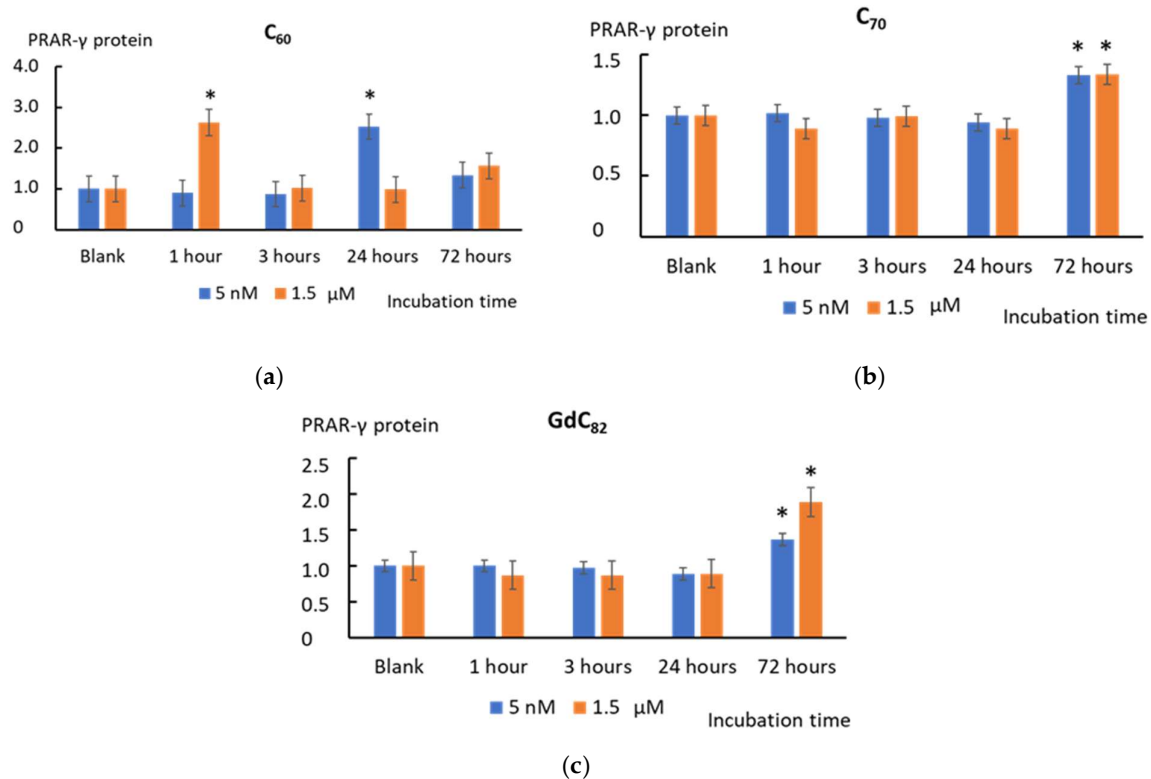 C60
PRAR-γ protein
4.0
* *
3.0
2.0
1.0
0
Blank 1 hour 3 hours 24 hours 72 hours
5 nM 1.5 μM Incubation time
(a)
C70
PRAR-γ protein
1.5
* *
1.0
0.5
0
Blank 1 hour 3 hours 24 hours 72 hours
5 nM 1.5 μM Incubation time
(b)
PRAR-γ protein GdC82
2.5
*
2.0
*
1.5
1.0
0.5
0
Blank 1 hour 3 hours 24 hours 72 hours
5 nM 1.5 μM Incubation time
(c)